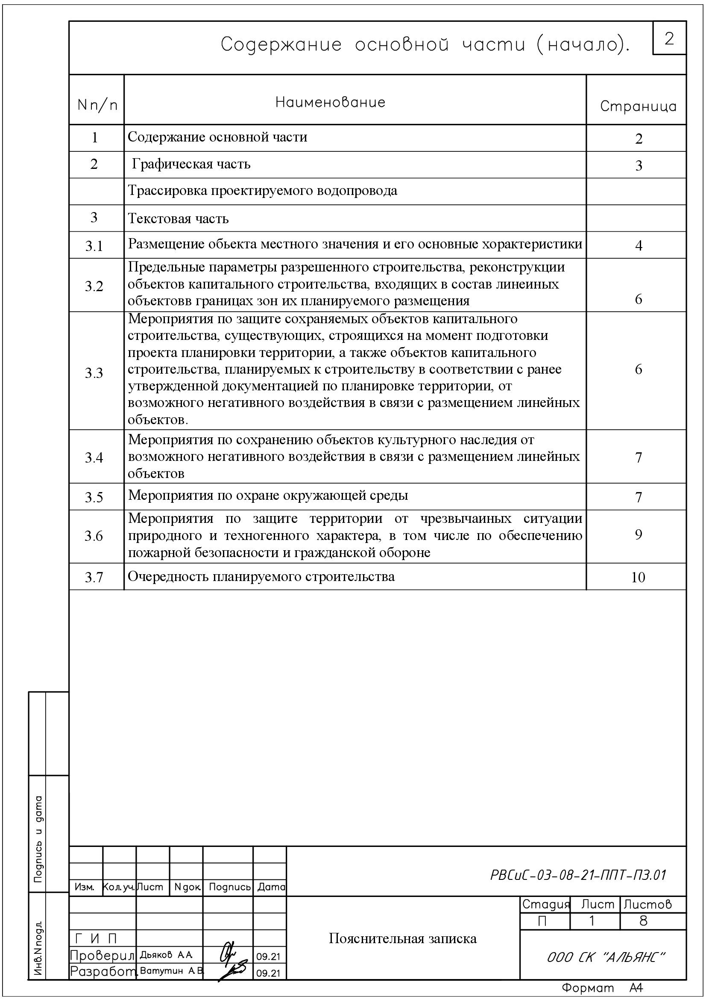 Содержание основной части (начало).
2
Nп/п
Наименование
Страница
1
Содержание основной части
2
2
Графическая часть
3
Трассировка проектируемого водопровода
3
Текстовая часть
3.1
Размещение обьекта местного значения и его основные хорактеристики
4
3.2
Предельные параметры разрешенного строительства, реконструкции
объектов капитального строительства, входящих в состав линеиных
объектовв границах зон их планируемого размещения
6
3.3
Мероприятия по защите сохраняемых объектов капитального
строительства, существующих, строящихся на момент подготовки
проекта планировки территории, а также объектов капитального
строительства, планируемых к строительству в соответствии с ранее
утвержденной документацией по планировке территории, от
возможного негативного воздействия в связи с размещением линейных
объектов.
6
3.4
Мероприятия по сохранению объектов культурного наследия от
возможного негативного воздействия в связи с размещением линейных
объектов
7
3.5
Мероприятия по охране окружающей среды
7
3.6
Мероприятия по защите территории от чрезвычаиных ситуации
природного и техногенного характера, в том числе по обеспечению
пожарной безопасности и гражданской обороне
9
3.7
Очередность планируемого строительства
10
Подпись и дата
Инв.Nподл.
Изм. Кол.уч. Лист Nдок. Подпись Дата
РВСиС-03-08-21-ППТ-ПЗ.01
Стадия Лист Листов
П 1 8
Пояснительная записка
ГИП
Проверил Дьяков А.А. 09.21
Разработ. Ватутин А.В. 09.21
ООО СК "АЛЬЯНС"
Формат А4